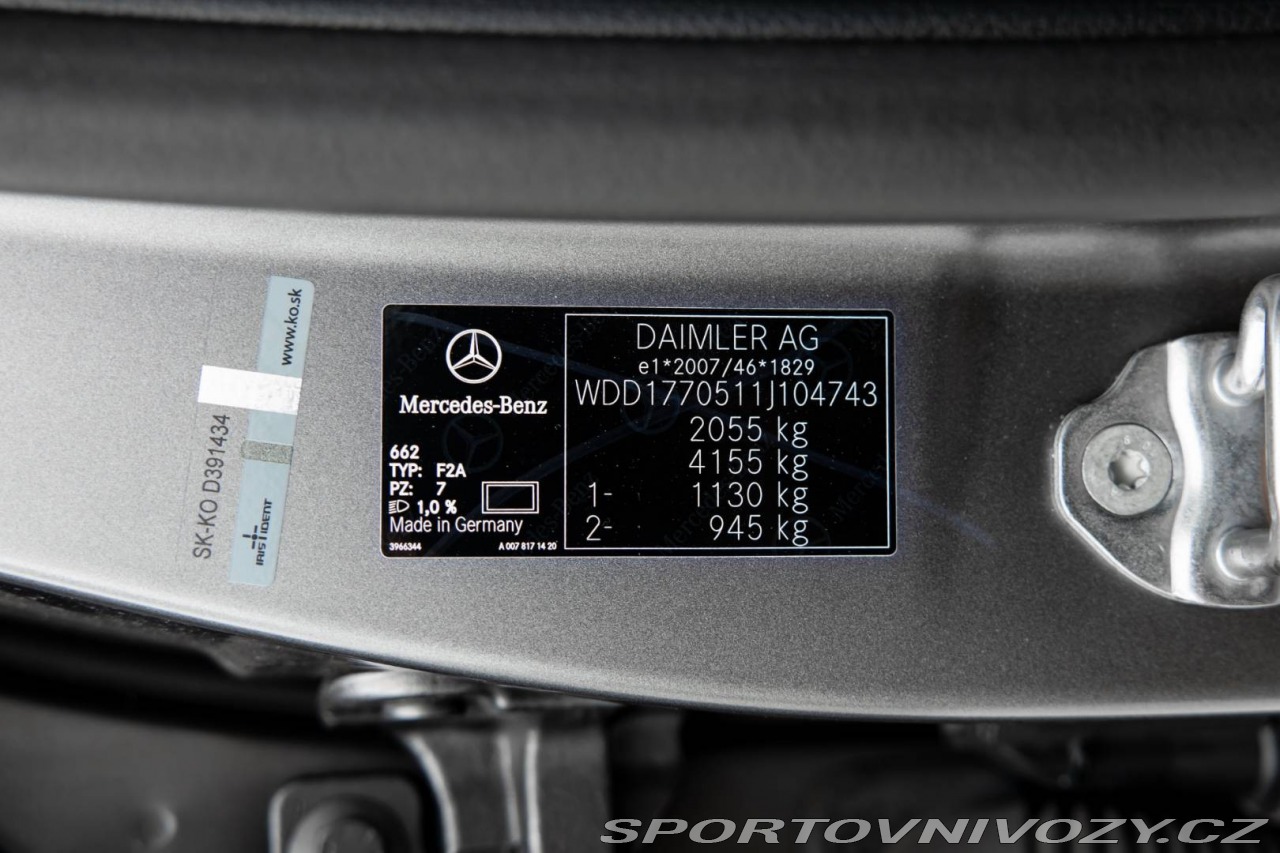 www.ko.sk
SK-KO D391434
IRIS IDENT
Mercedes-Benz
662
TYP: F2A
PZ: 7
1,0 %
Made in Germany
3966344
A 007 817 14 20
DAIMLER AG
e1*2007/46*1829
WDD1770511J104743
2055 kg
4155 kg
1- 1130 kg
2- 945 kg
SPORTOVNIVOZY.CZ